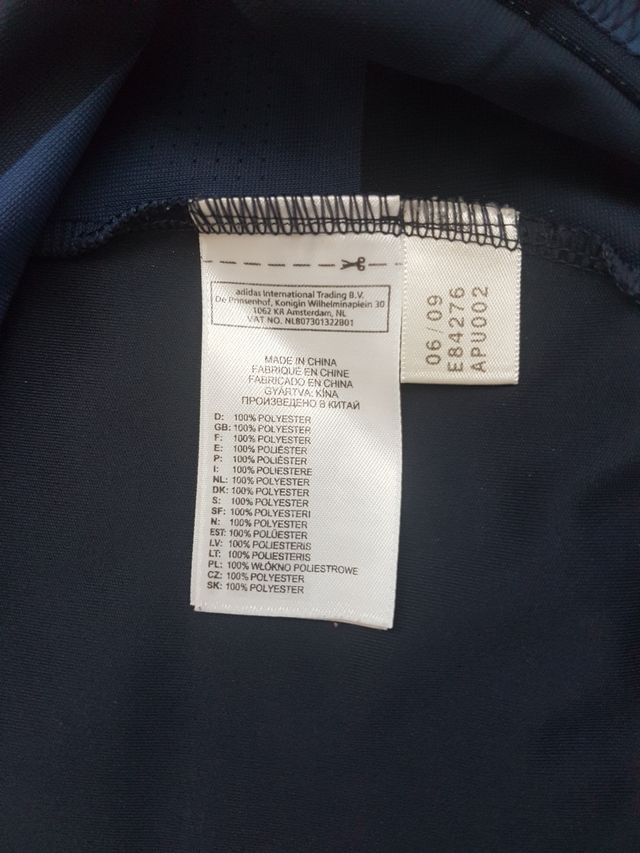 adidas International Trading B.V.
De Prinsenhof, Konigin Wilhelminaplein 30
1062 KR Amsterdam, NL
VAT NO. NL807301322B01
MADE IN CHINA
FABRIQUÉ EN CHINE
FABRICADO EN CHINA
GYÁRTVA: KÍNA
ПРОИЗВЕДЕНО В КИТАЙ
D: 100% POLYESTER
GB: 100% POLYESTER
F: 100% POLYESTER
E: 100% POLIÉSTER
P: 100% POLIÉSTER
I: 100% POLIESTERE
NL: 100% POLYESTER
DK: 100% POLYESTER
S: 100% POLYESTER
SF: 100% POLYESTERI
N: 100% POLYESTER
EST: 100% POLÜESTER
LV: 100% POLIESTERIS
LT: 100% POLIESTERIS
PL: 100% WŁÓKNO POLIESTROWE
CZ: 100% POLYESTER
SK: 100% POLYESTER
06/09
E84276
APU002